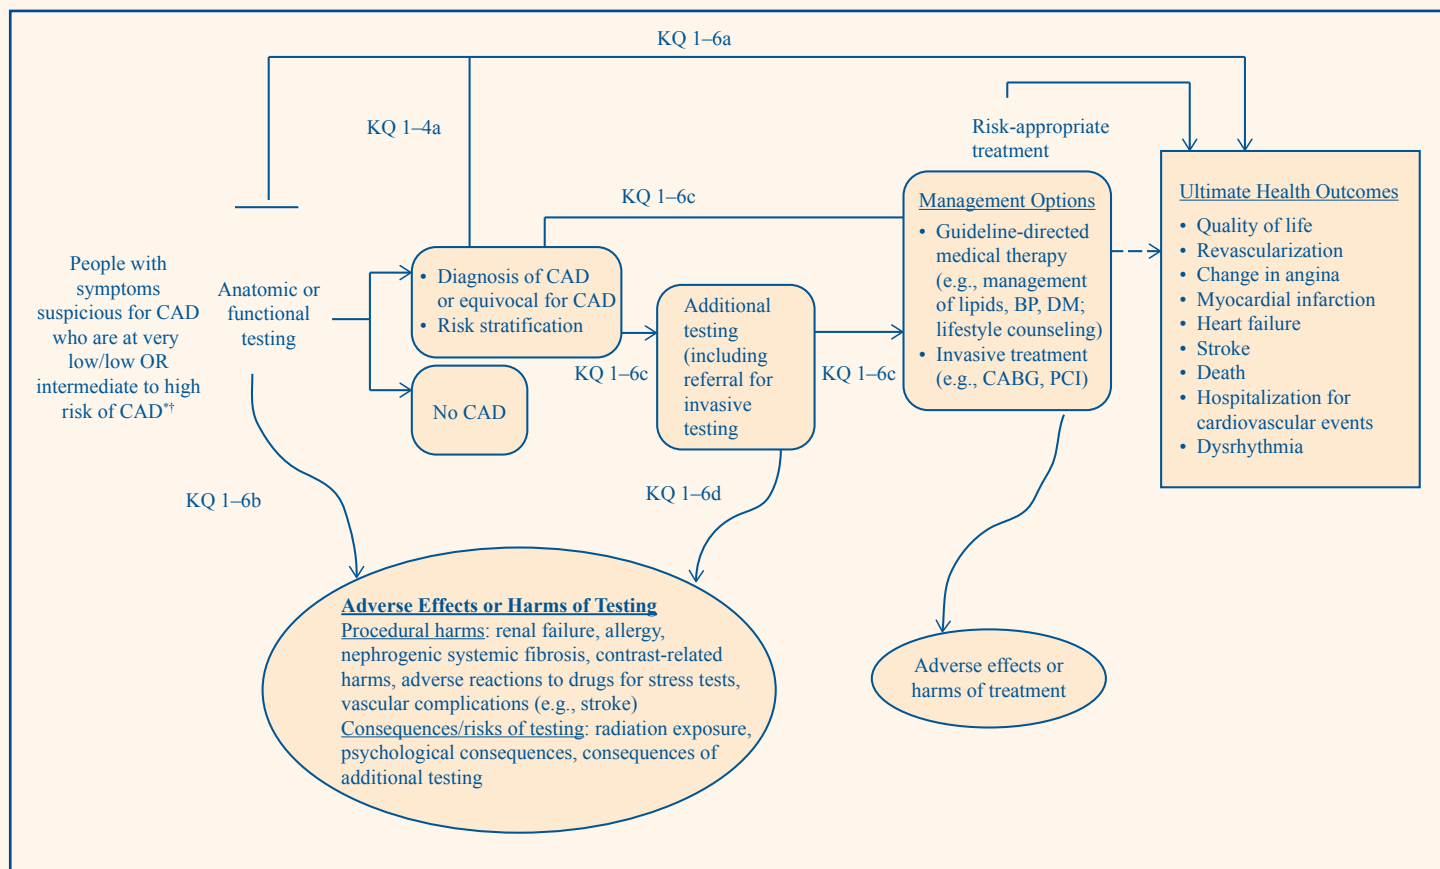 KQ 1–6a
KQ 1–4a
Risk-appropriate
treatment
KQ 1–6c
People with
symptoms
suspicious for CAD
who are at very
low/low OR
intermediate to high
risk of CAD*†
Anatomic or
functional
testing
• Diagnosis of CAD
or equivocal for CAD
• Risk stratification
No CAD
KQ 1–6c
Additional
testing
(including
referral for
invasive
testing
KQ 1–6c
Management Options
• Guideline-directed
medical therapy
(e.g., management
of lipids, BP, DM;
lifestyle counseling)
• Invasive treatment
(e.g., CABG, PCI)
Ultimate Health Outcomes
• Quality of life
• Revascularization
• Change in angina
• Myocardial infarction
• Heart failure
• Stroke
• Death
• Hospitalization for
cardiovascular events
• Dysrhythmia
KQ 1–6b
KQ 1–6d
Adverse Effects or Harms of Testing
Procedural harms: renal failure, allergy,
nephrogenic systemic fibrosis, contrast-related
harms, adverse reactions to drugs for stress tests,
vascular complications (e.g., stroke)
Consequences/risks of testing: radiation exposure,
psychological consequences, consequences of
additional testing
Adverse effects or
harms of treatment